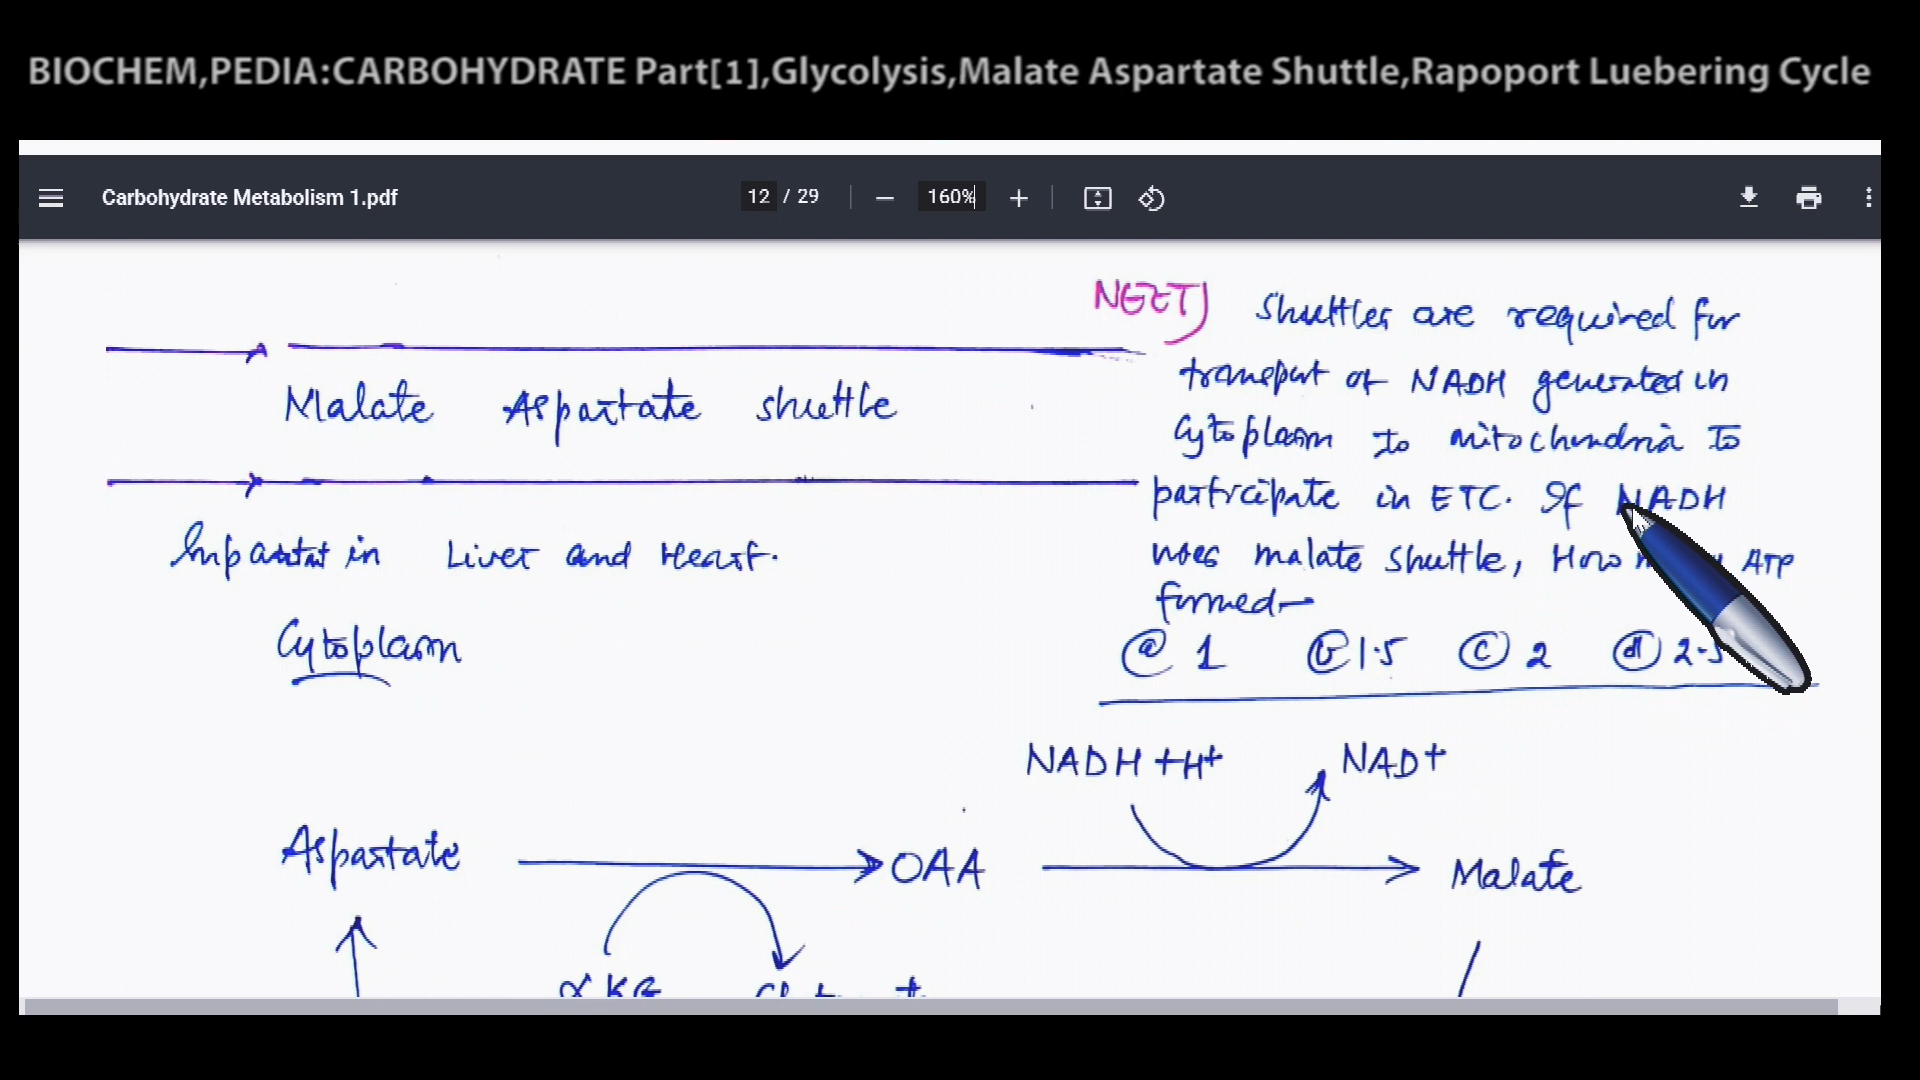 BIOCHEM,PEDIA:CARBOHYDRATE Part[1],Glycolysis,Malate Aspartate Shuttle,Rapoport Luebering Cycle
Carbohydrate Metabolism 1.pdf
12 / 29
160%
NEET) Shuttles are required for
transport of NADH generated in
Cytoplasm to mitochondria to
participate in ETC. If NADH
uses malate shuttle, How ATP
formed-
(a) 1 (b) 1.5 (c) 2 (d) 2.5
Malate Aspartate shuttle
Important in Liver and Heart.
Cytoplasm
NADH + H+ NAD+
Aspartate OAA Malate
αKG